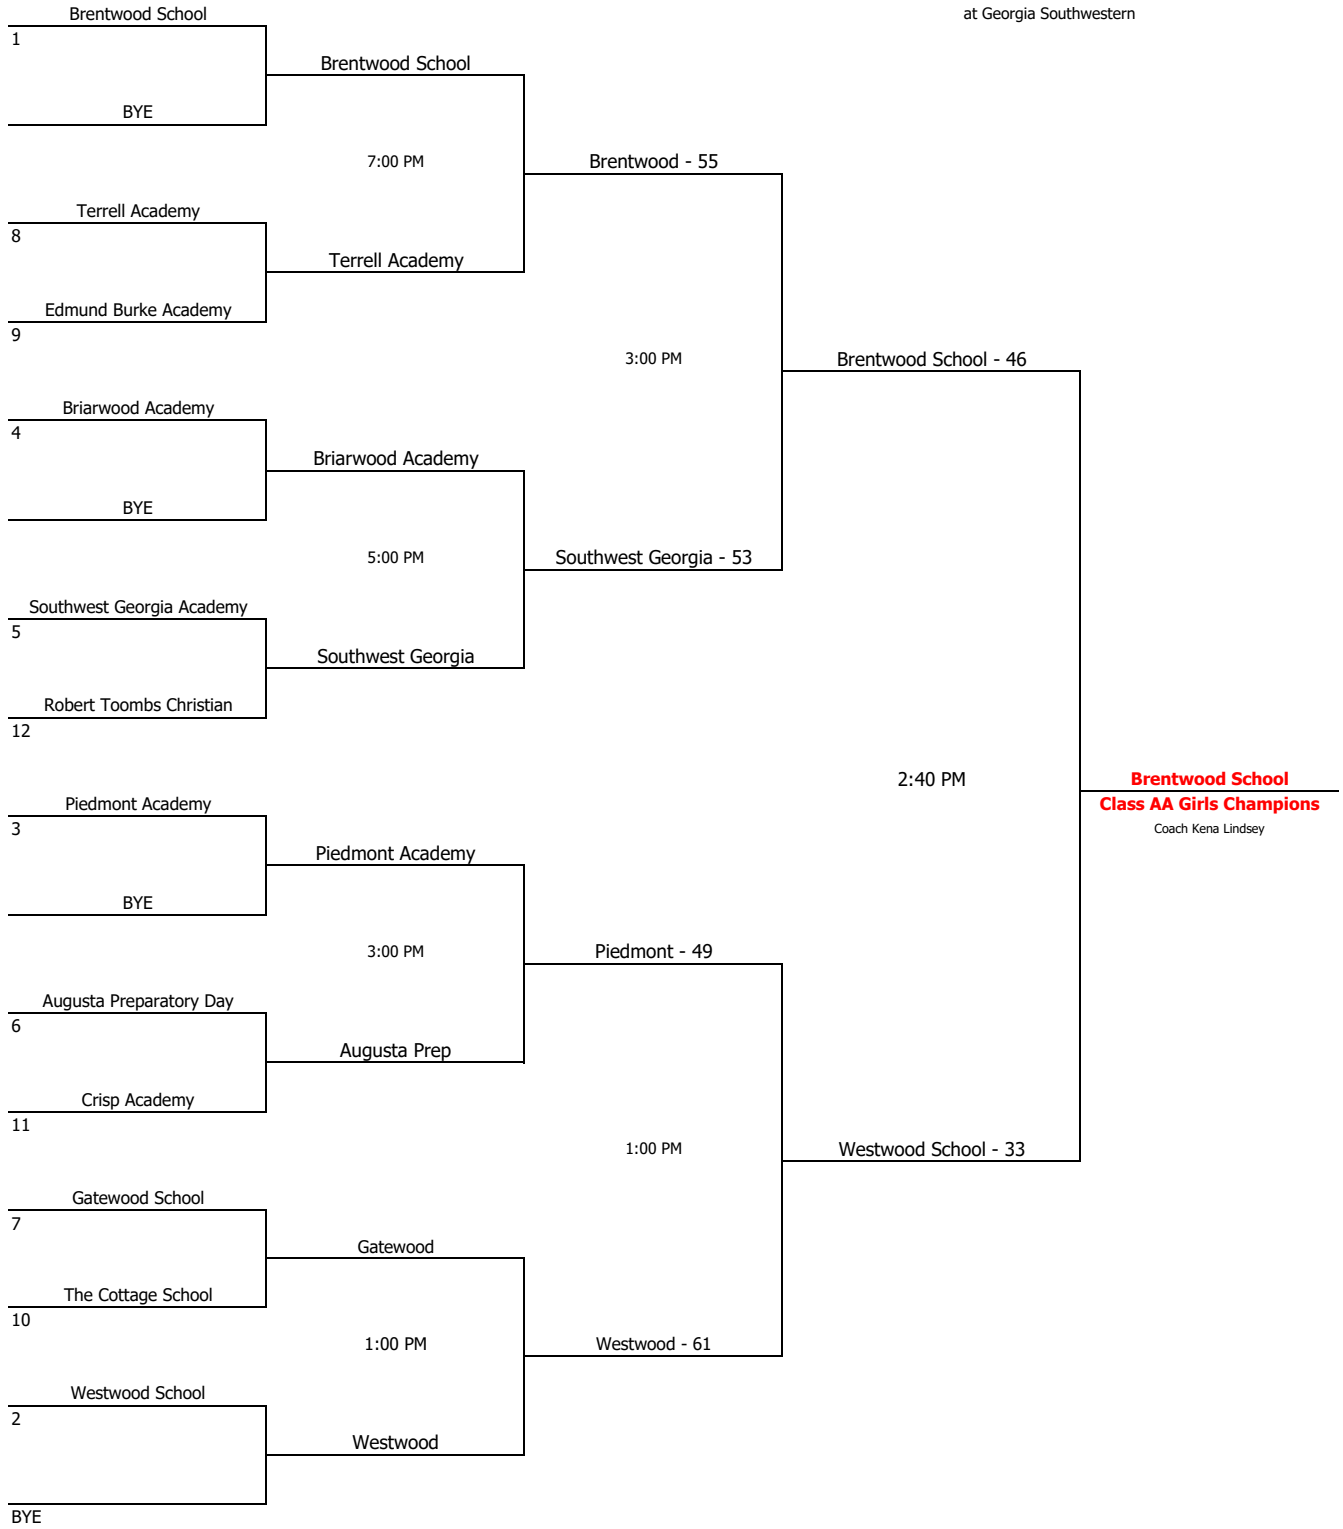 Brentwood School
at Georgia Southwestern
1
Brentwood School
BYE
7:00 PM
Brentwood - 55
Terrell Academy
8
Terrell Academy
Edmund Burke Academy
9
3:00 PM
Brentwood School - 46
Briarwood Academy
4
Briarwood Academy
BYE
5:00 PM
Southwest Georgia - 53
Southwest Georgia Academy
5
Southwest Georgia
Robert Toombs Christian
12
2:40 PM
Brentwood School
Class AA Girls Champions
Coach Kena Lindsey
Piedmont Academy
3
Piedmont Academy
BYE
3:00 PM
Piedmont - 49
Augusta Preparatory Day
6
Augusta Prep
Crisp Academy
11
1:00 PM
Westwood School - 33
Gatewood School
7
Gatewood
The Cottage School
10
1:00 PM
Westwood - 61
Westwood School
2
Westwood
BYE